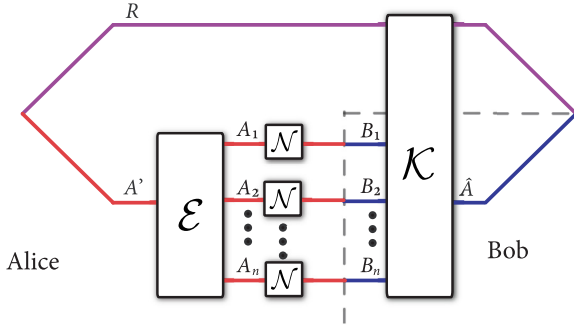 R
A₁ 𝒩 B₁
A' ℰ A₂ 𝒩 B₂ 𝒦 Â
Alice Bob
Aₙ 𝒩 Bₙ